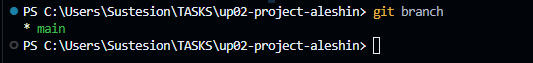 PS C:\Users\Sustesion\TASKS\up02-project-aleshin> git branch
* main
PS C:\Users\Sustesion\TASKS\up02-project-aleshin>